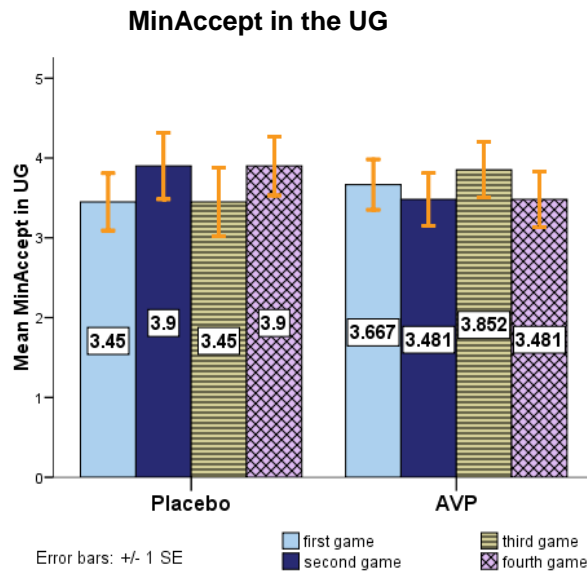 MinAccept in the UG
Mean MinAccept in UG
5
4
3
2
1
0
3.45
3.9
3.45
3.9
3.667
3.481
3.852
3.481
Placebo
AVP
Error bars: +/- 1 SE
first game
second game
third game
fourth game